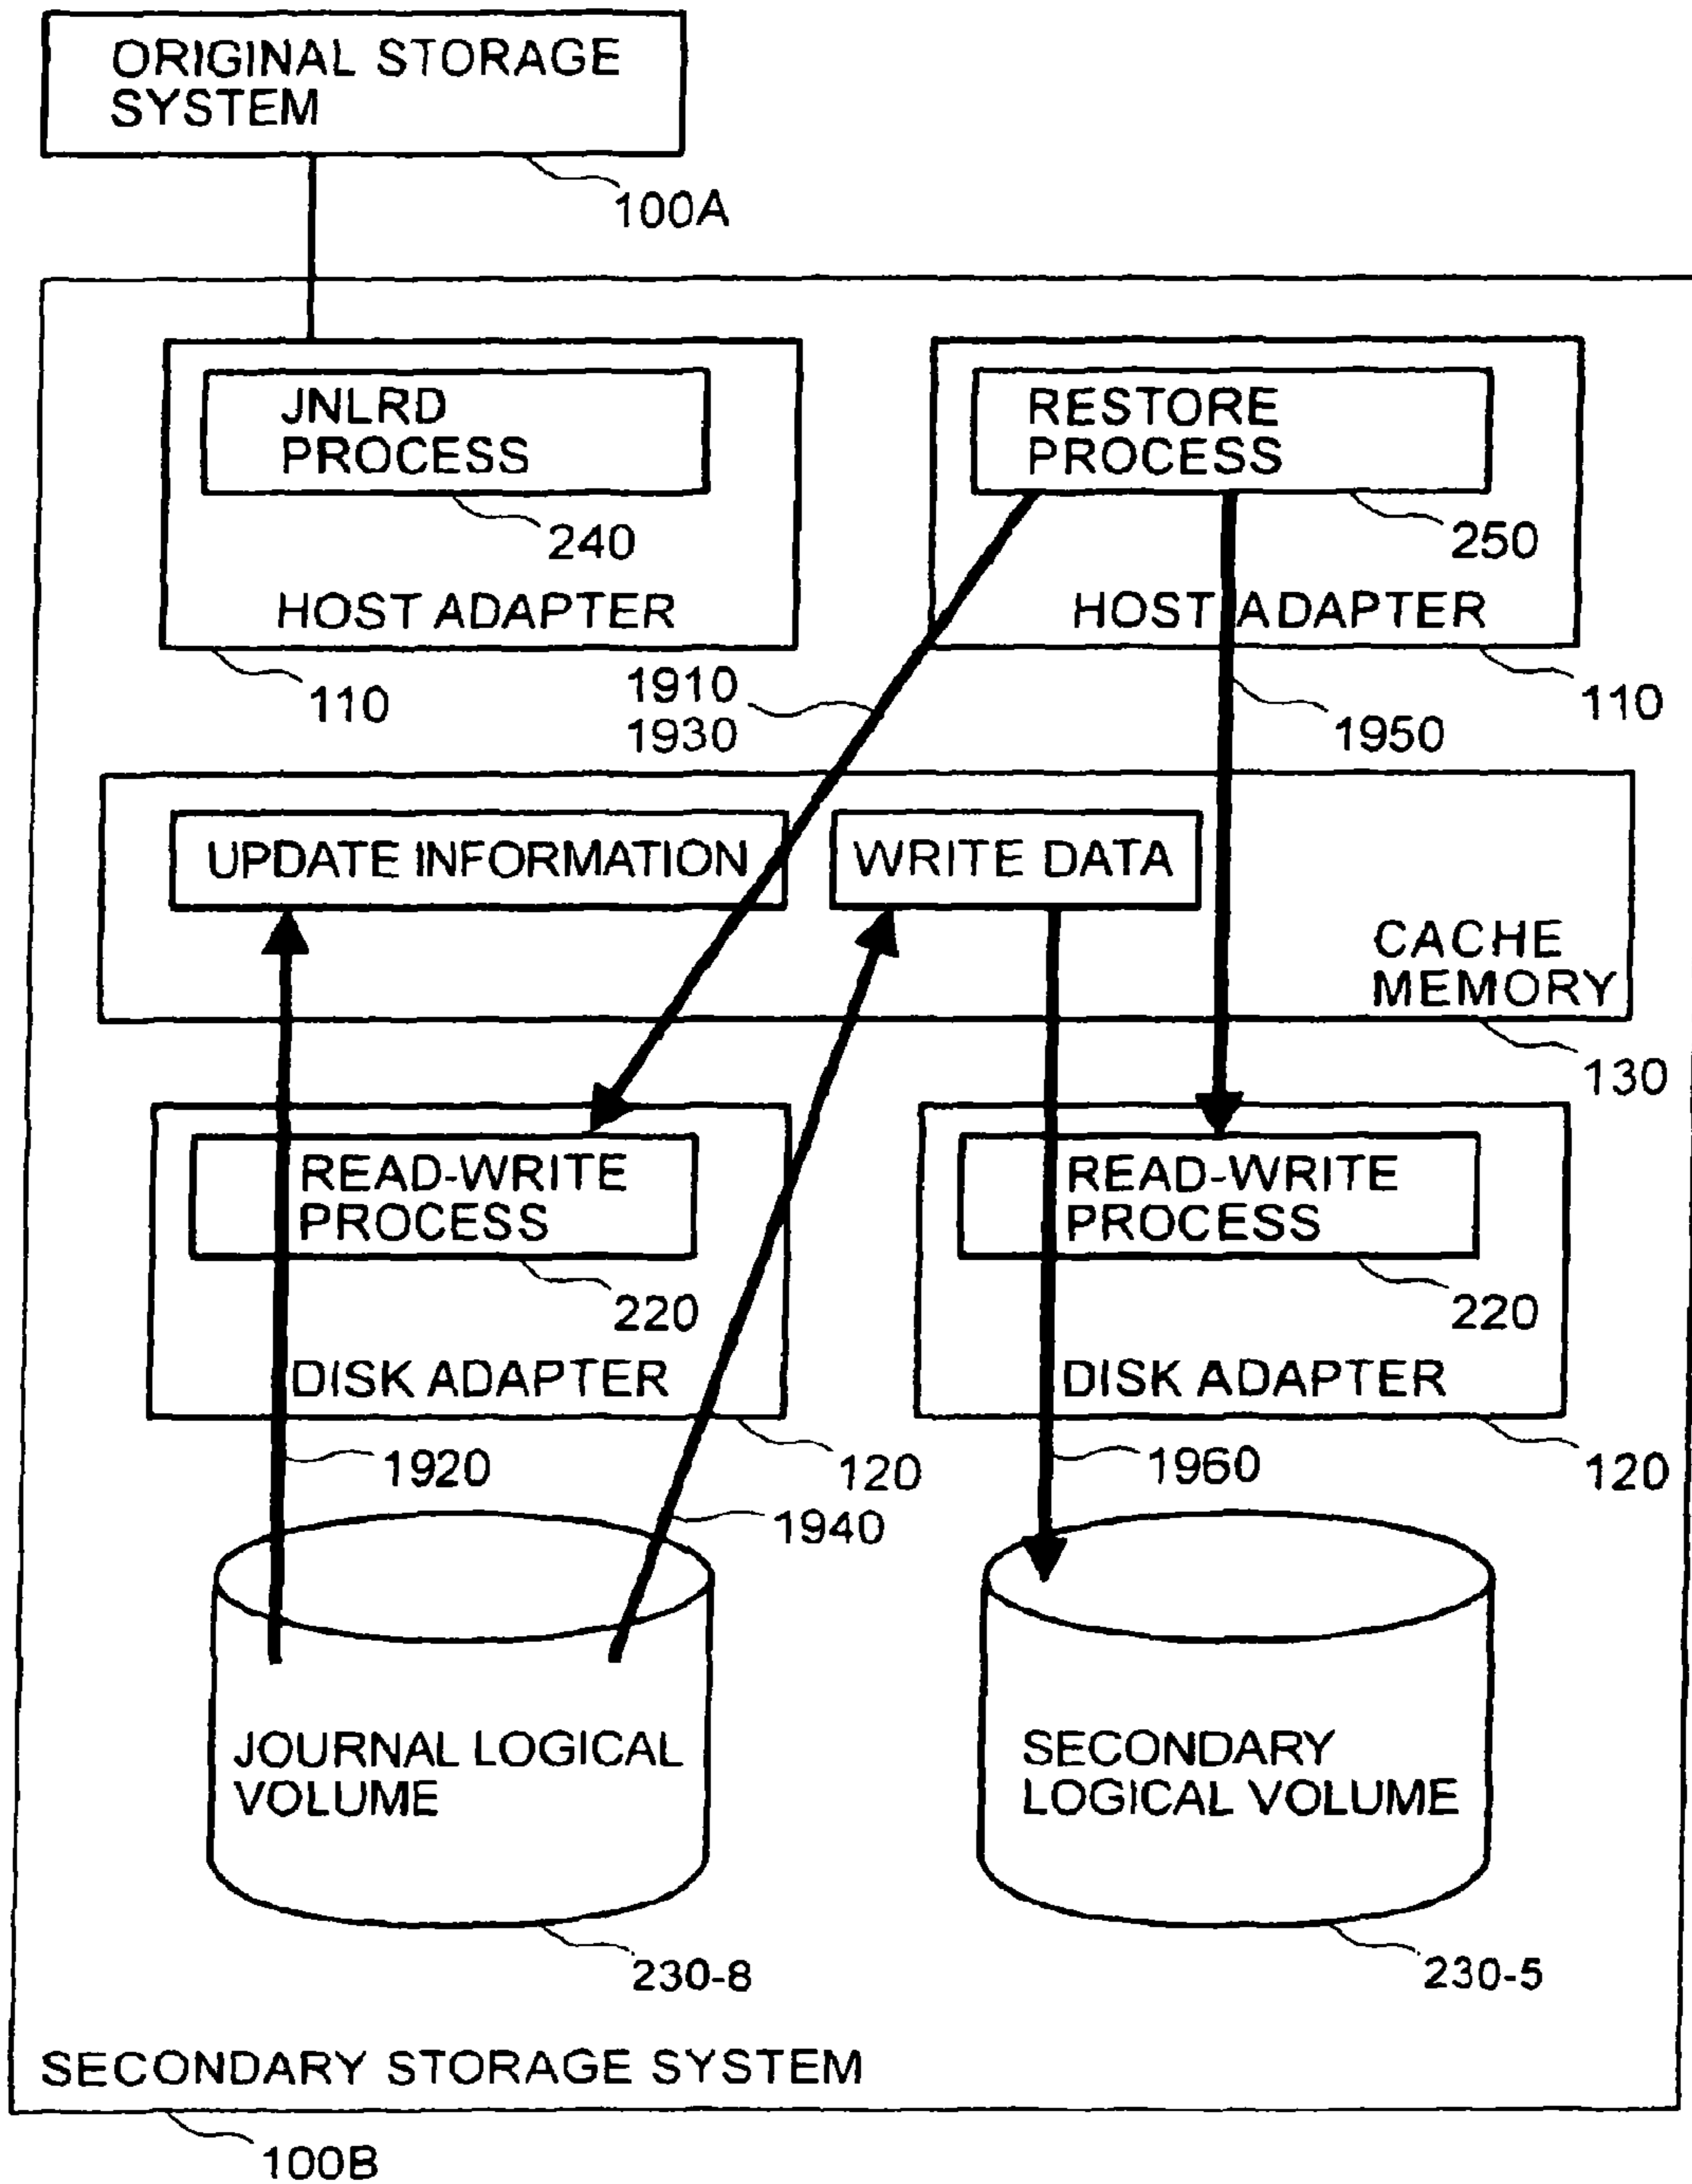 ORIGINAL STORAGE
SYSTEM
100A
JNLRD
PROCESS
240
HOST ADAPTER
110
RESTORE
PROCESS
250
HOST ADAPTER
110
1910
1930
1950
UPDATE INFORMATION
WRITE DATA
CACHE
MEMORY
130
READ-WRITE
PROCESS
220
DISK ADAPTER
120
READ-WRITE
PROCESS
220
DISK ADAPTER
120
1920
1940
1960
JOURNAL LOGICAL
VOLUME
230-8
SECONDARY
LOGICAL VOLUME
230-5
SECONDARY STORAGE SYSTEM
100B